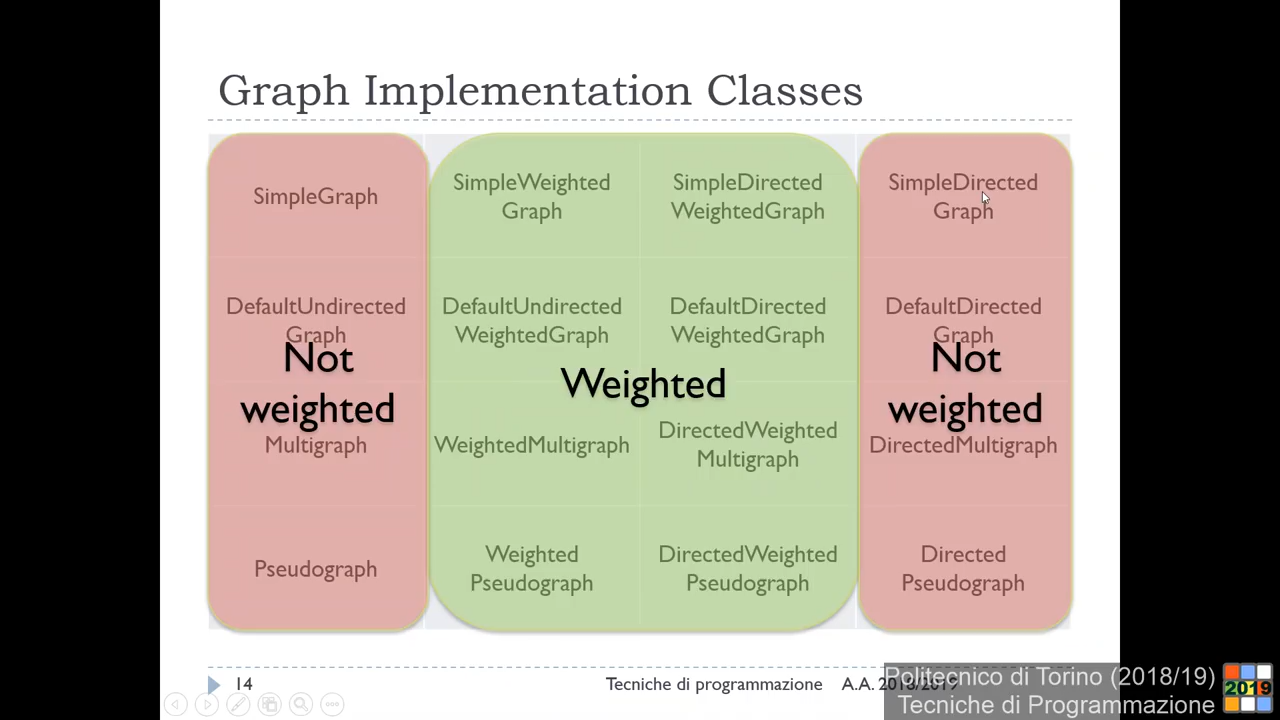 Graph Implementation Classes
SimpleGraph
SimpleWeighted
Graph
SimpleDirected
WeightedGraph
SimpleDirected
Graph
DefaultUndirected
Graph
DefaultUndirected
WeightedGraph
DefaultDirected
WeightedGraph
DefaultDirected
Graph
Not
weighted
Weighted
Not
weighted
Multigraph
WeightedMultigraph
DirectedWeighted
Multigraph
DirectedMultigraph
Pseudograph
Weighted
Pseudograph
DirectedWeighted
Pseudograph
Directed
Pseudograph
14
Tecniche di programmazione
A.A. 2018/2019
Politecnico di Torino (2018/19)
Tecniche di Programmazione
2019